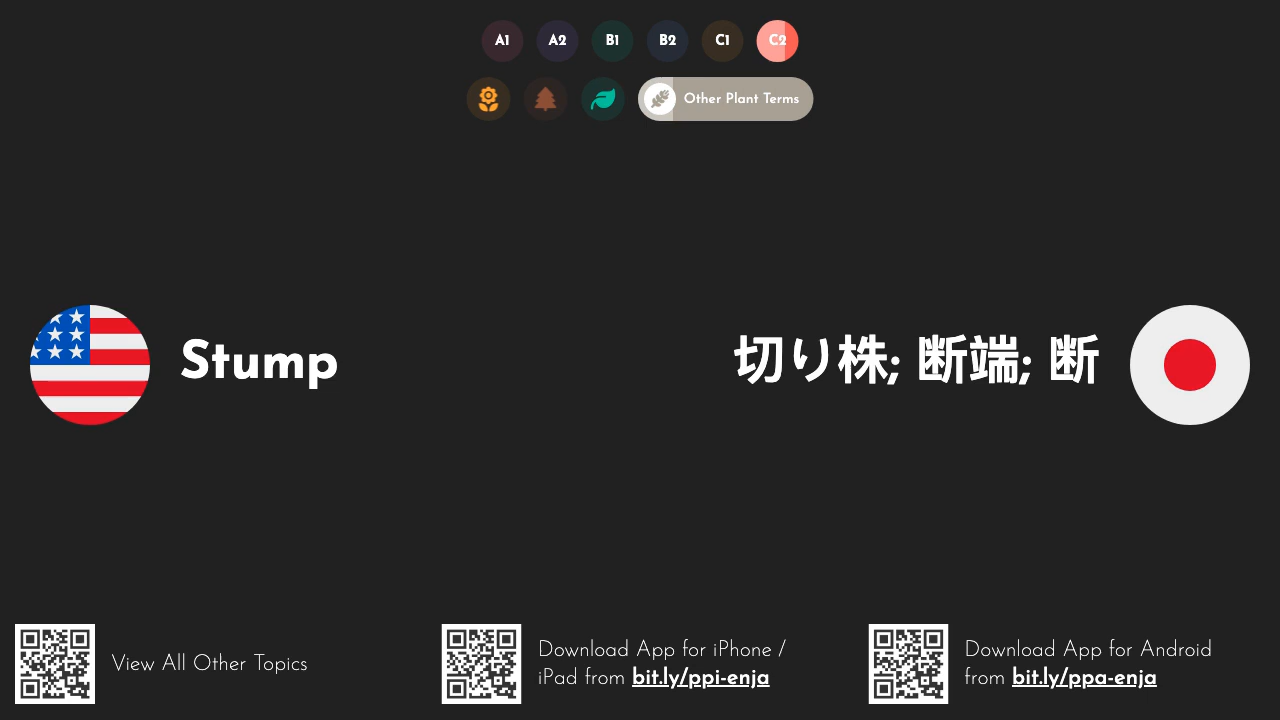 A1 A2 B1 B2 C1 C2
Other Plant Terms
Stump
切り株; 断端; 断
View All Other Topics
Download App for iPhone /
iPad from bit.ly/ppi-enja
Download App for Android
from bit.ly/ppa-enja